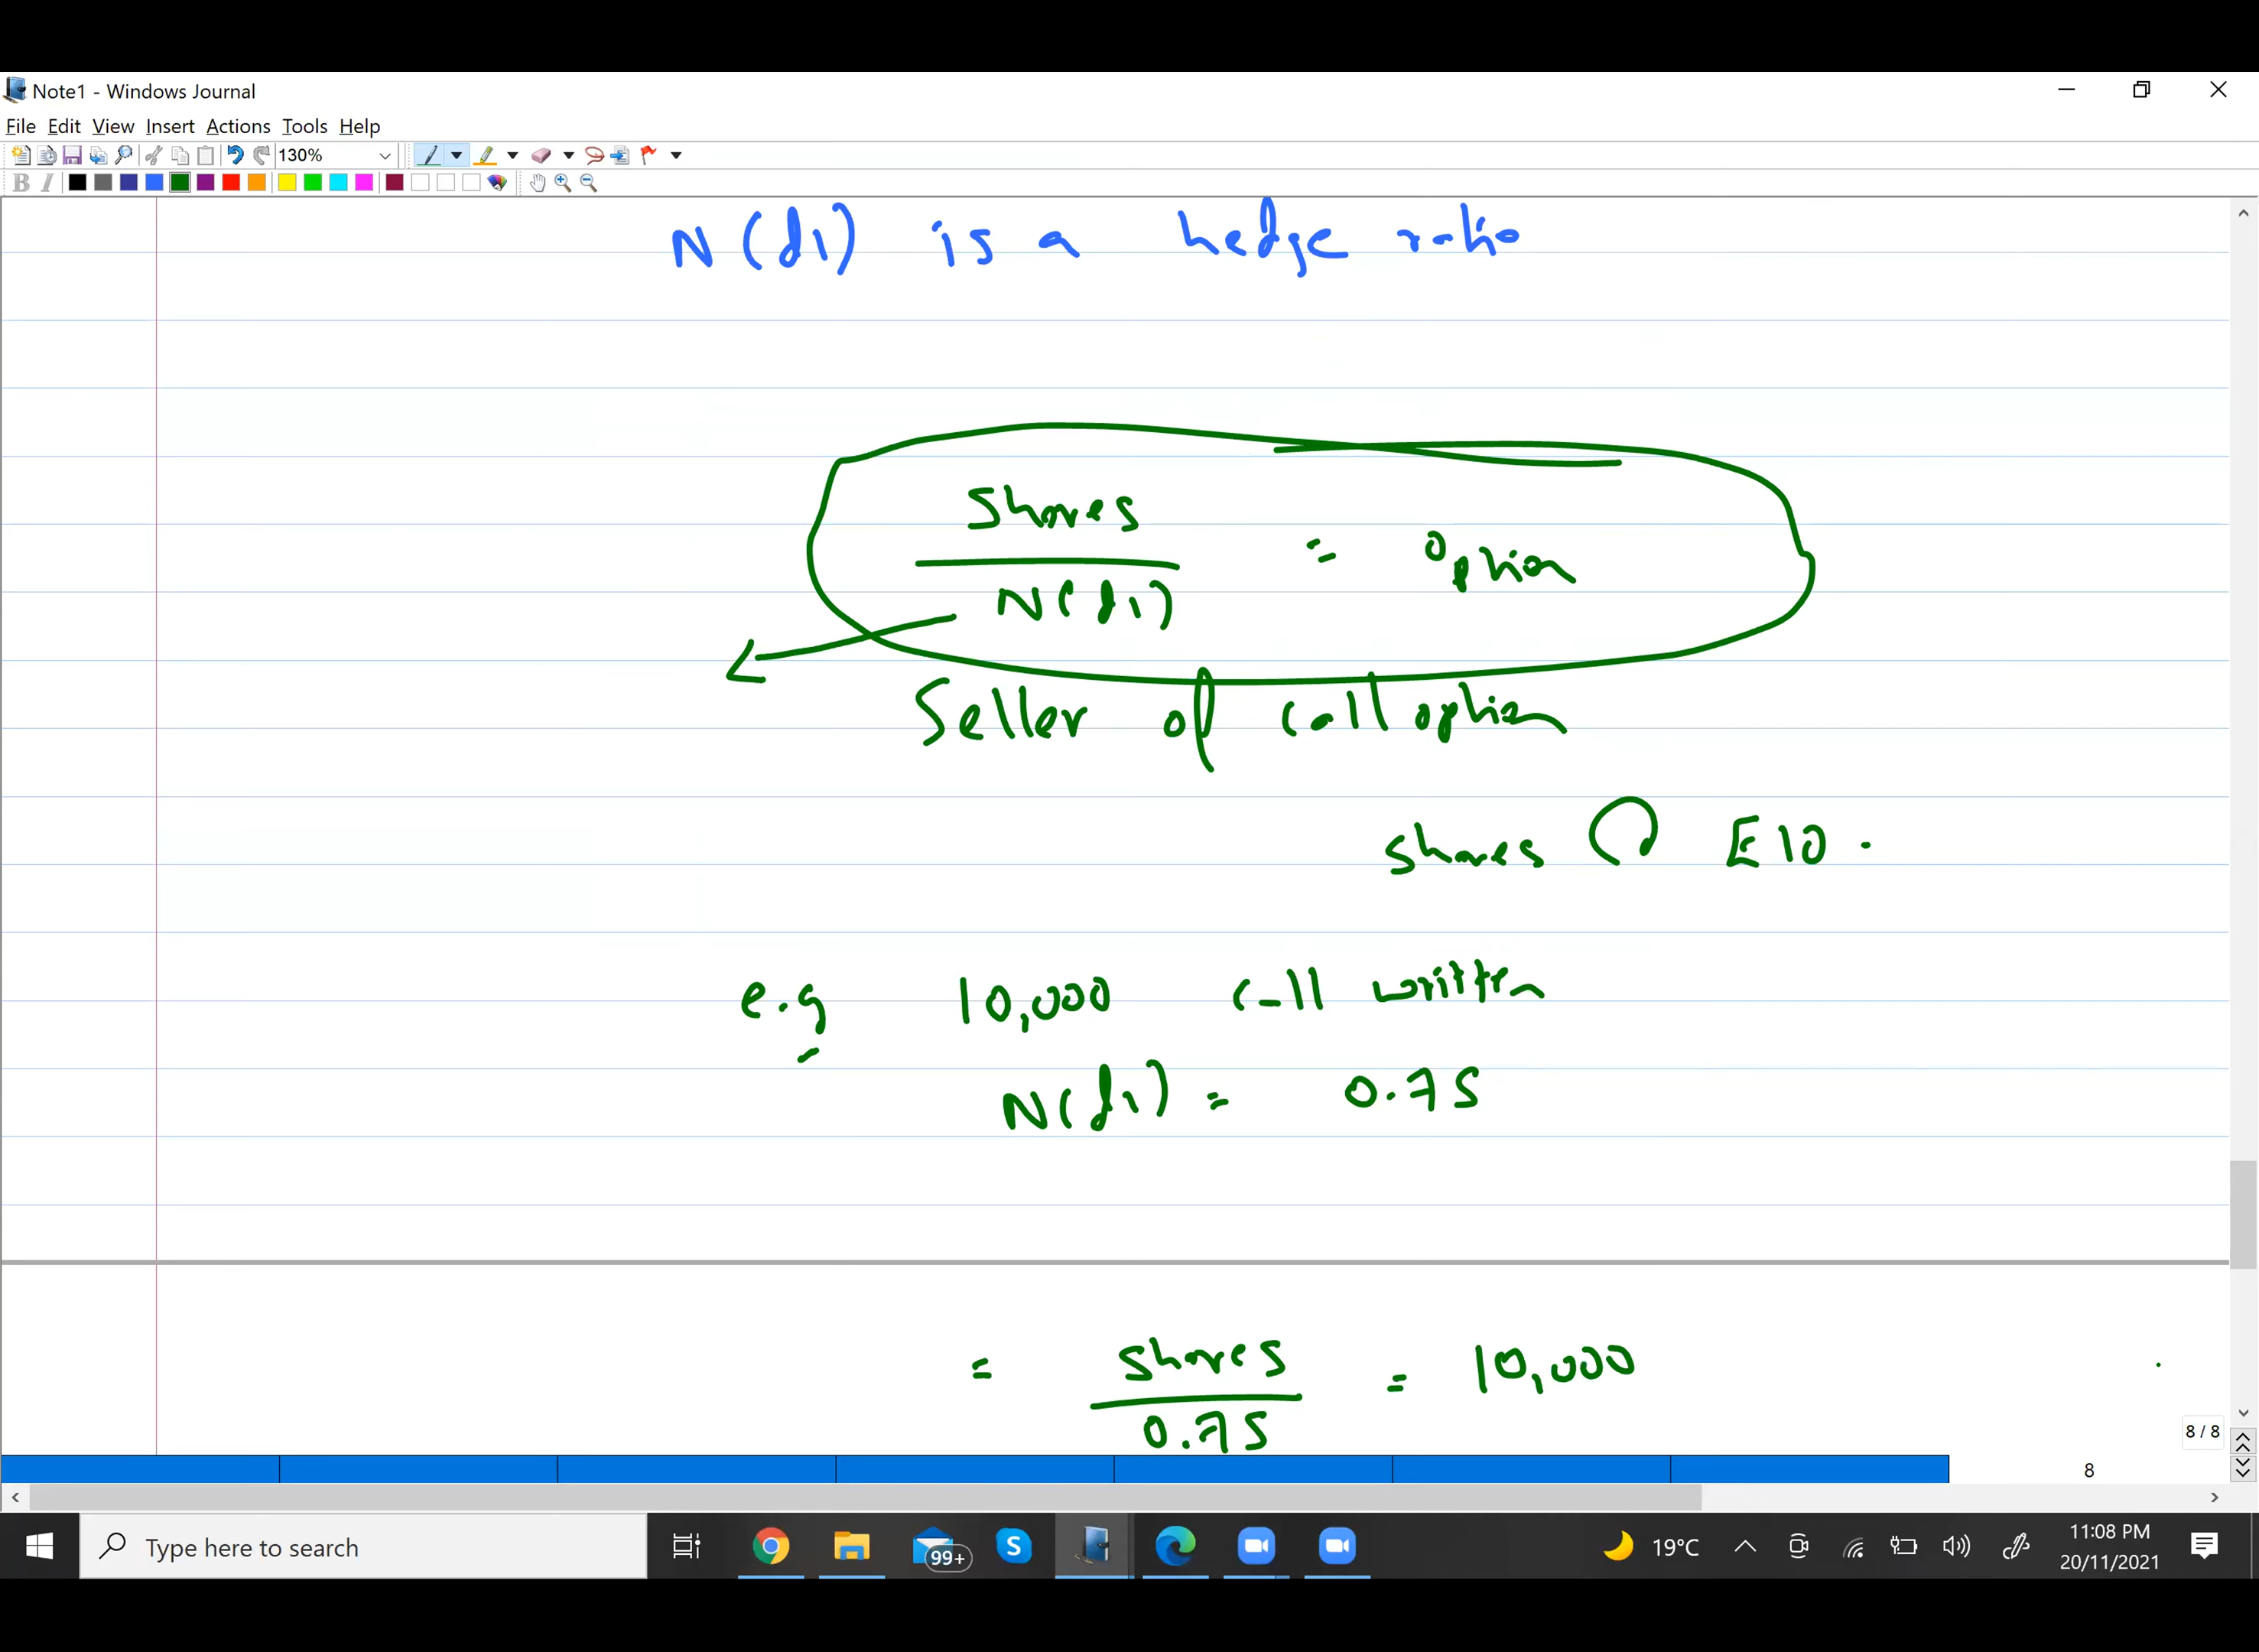 Note1 - Windows Journal
File Edit View Insert Actions Tools Help
130%
B I
N(d1) is a hedge ratio
Shares
N(d1)
= option
Seller of call option
shares E10.
e.g 10,000 call written
N(d1) = 0.75
= Shares = 10,000
0.75
8 / 8
8
Type here to search
99+
S
19°C
11:08 PM
20/11/2021